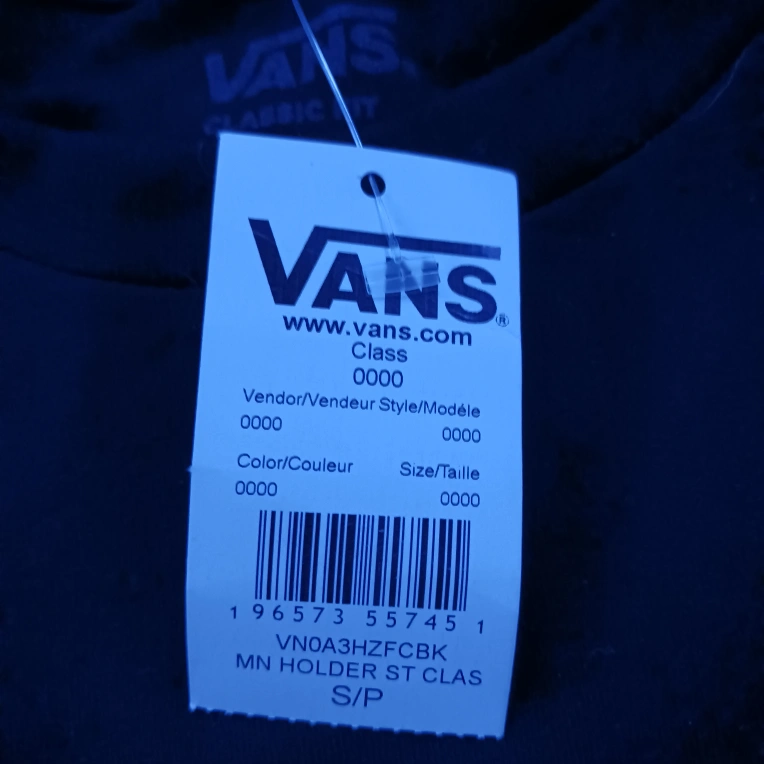 VANS
CLASSIC FIT
VANS®
www.vans.com
Class
0000
Vendor/Vendeur Style/Modéle
0000 0000
Color/Couleur Size/Taille
0000 0000
1 96573 55745 1
VN0A3HZFCBK
MN HOLDER ST CLAS
S/P